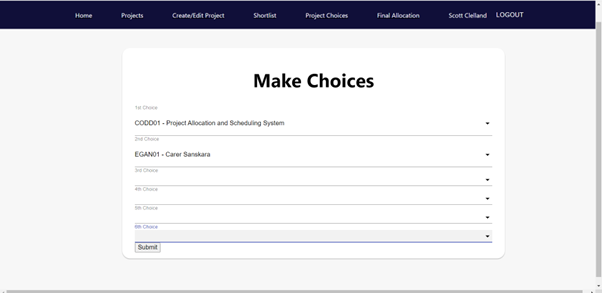 Home Projects Create/Edit Project Shortlist Project Choices Final Allocation Scott Clelland LOGOUT
Make Choices
1st Choice
CODD01 - Project Allocation and Scheduling System
2nd Choice
EGAN01 - Carer Sanskara
3rd Choice
4th Choice
5th Choice
6th Choice
Submit